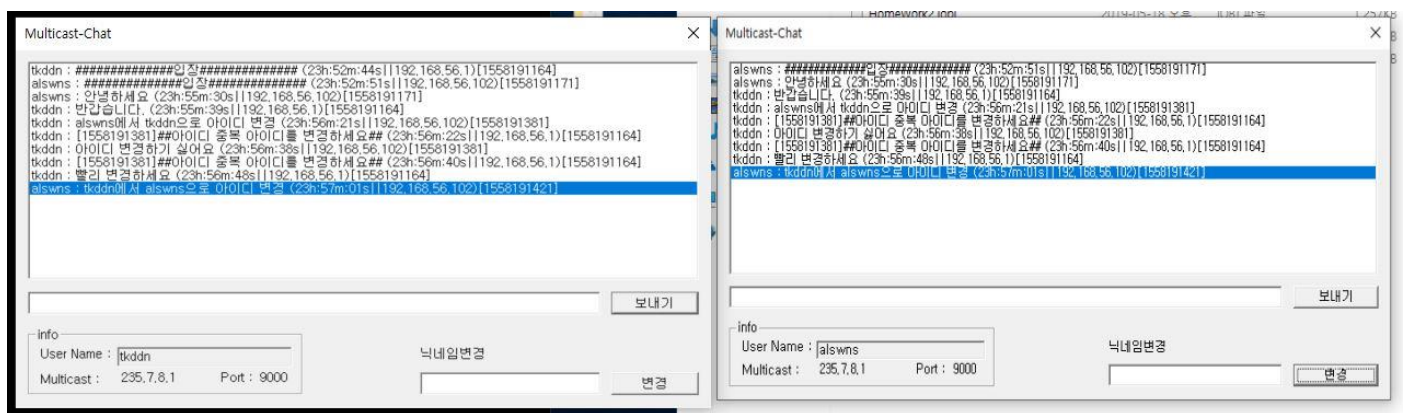 HomeWork2.iobj
2019-05-18 오후
IOBJ 파일
1,257KB
Multicast-Chat
tkddn : ##############입장############## (23h:52m:44s||192,168,56,1)[1558191164]
alswns : ##############입장############## (23h:52m:51s||192,168,56,102)[1558191171]
alswns : 안녕하세요 (23h:55m:30s||192,168,56,102)[1558191171]
tkddn : 반갑습니다, (23h:55m:39s||192,168,56,1)[1558191164]
tkddn : alswns에서 tkddn으로 아이디 변경 (23h:56m:21s||192,168,56,102)[1558191381]
tkddn : [1558191381]##아이디 중복 아이디를 변경하세요## (23h:56m:22s||192,168,56,1)[1558191164]
tkddn : 아이디 변경하기 싫어요 (23h:56m:38s||192,168,56,102)[1558191381]
tkddn : [1558191381]##아이디 중복 아이디를 변경하세요## (23h:56m:40s||192,168,56,1)[1558191164]
tkddn : 빨리 변경하세요 (23h:56m:48s||192,168,56,1)[1558191164]
alswns : tkddn에서 alswns으로 아이디 변경 (23h:57m:01s||192,168,56,102)[1558191421]
보내기
info
User Name : tkddn
닉네임변경
Multicast : 235,7,8,1 Port : 9000
변경
Multicast-Chat
alswns : ##############입장############## (23h:52m:51s||192,168,56,102)[1558191171]
alswns : 안녕하세요 (23h:55m:30s||192,168,56,102)[1558191171]
tkddn : 반갑습니다, (23h:55m:39s||192,168,56,1)[1558191164]
tkddn : alswns에서 tkddn으로 아이디 변경 (23h:56m:21s||192,168,56,102)[1558191381]
tkddn : [1558191381]##아이디 중복 아이디를 변경하세요## (23h:56m:22s||192,168,56,1)[1558191164]
tkddn : 아이디 변경하기 싫어요 (23h:56m:38s||192,168,56,102)[1558191381]
tkddn : [1558191381]##아이디 중복 아이디를 변경하세요## (23h:56m:40s||192,168,56,1)[1558191164]
tkddn : 빨리 변경하세요 (23h:56m:48s||192,168,56,1)[1558191164]
alswns : tkddn에서 alswns으로 아이디 변경 (23h:57m:01s||192,168,56,102)[1558191421]
보내기
info
User Name : alswns
닉네임변경
Multicast : 235,7,8,1 Port : 9000
변경